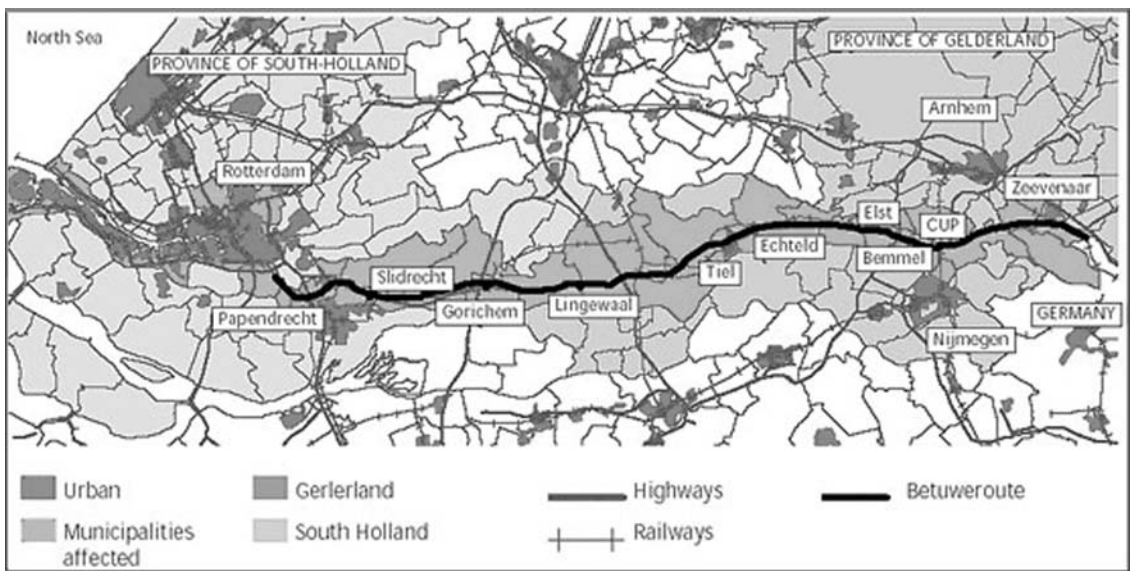 North Sea
PROVINCE OF SOUTH-HOLLAND
PROVINCE OF GELDERLAND
Arnhem
Rotterdam
Zeevenaar
Elst
CUP
Echteld
Bemmel
Slidrecht
Tiel
Papendrecht
Gorichem
Lingewaal
GERMANY
Nijmegen
Urban
Gerlerland
Highways
Betuweroute
Municipalities
affected
South Holland
Railways